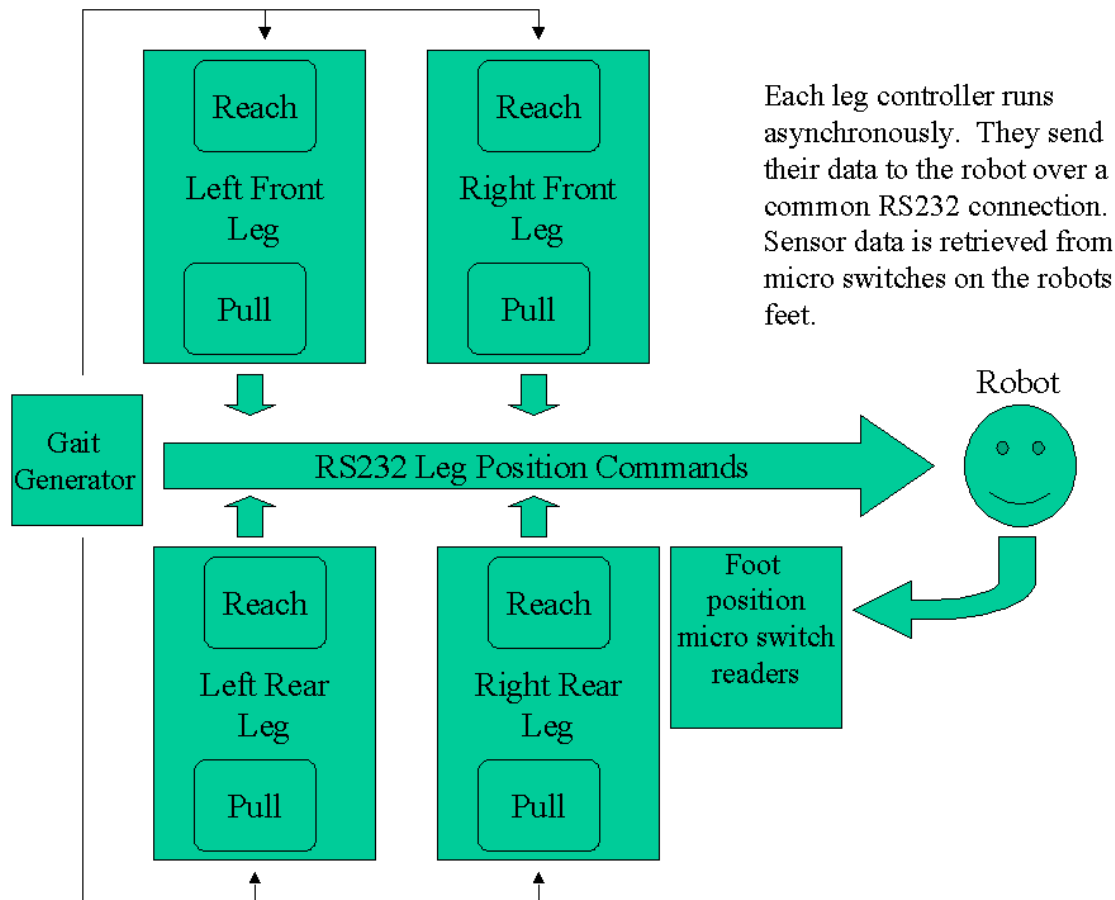 Reach
Left Front
Leg
Pull
Reach
Right Front
Leg
Pull
Each leg controller runs
asynchronously.  They send
their data to the robot over a
common RS232 connection.
Sensor data is retrieved from
micro switches on the robots
feet.
Gait
Generator
RS232 Leg Position Commands
Robot
Reach
Left Rear
Leg
Pull
Reach
Right Rear
Leg
Pull
Foot
position
micro switch
readers